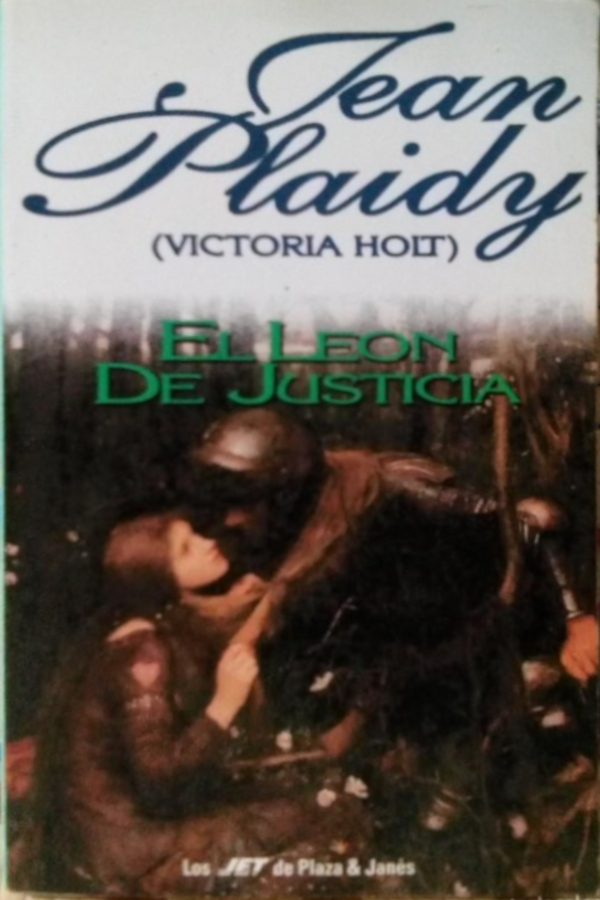 Jean
Plaidy
(VICTORIA HOLT)
EL LEON
DE JUSTICIA
Los JET de Plaza & Janés